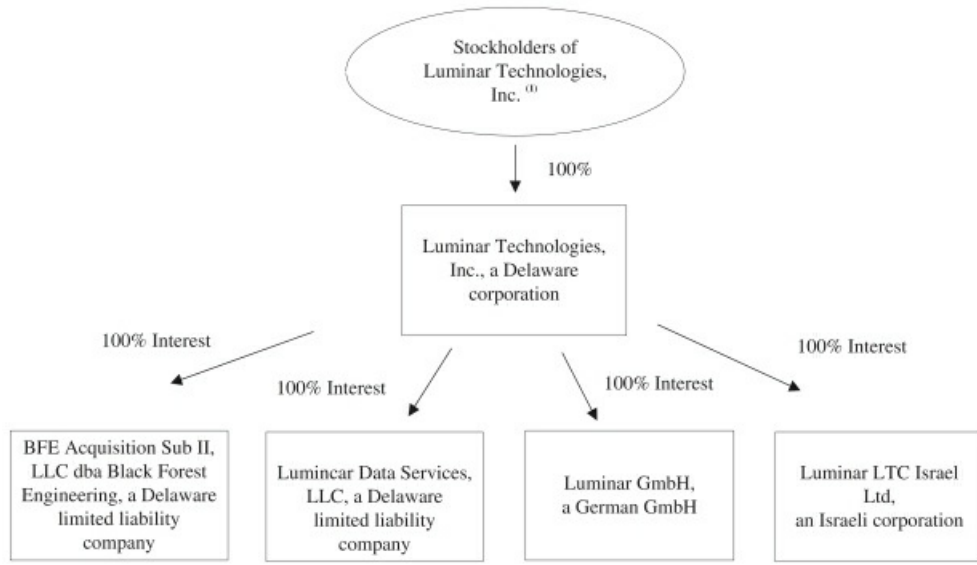 Stockholders of
Luminar Technologies,
Inc. (1)
100%
Luminar Technologies,
Inc., a Delaware
corporation
100% Interest
100% Interest
100% Interest
100% Interest
BFE Acquisition Sub II,
LLC dba Black Forest
Engineering, a Delaware
limited liability
company
Lumincar Data Services,
LLC, a Delaware
limited liability
company
Luminar GmbH,
a German GmbH
Luminar LTC Israel
Ltd,
an Israeli corporation